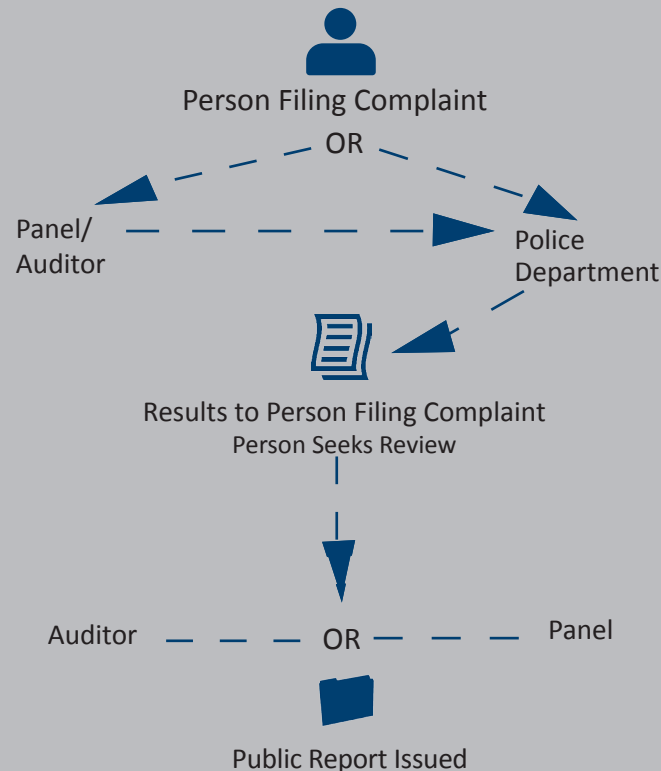 Person Filing Complaint
OR
Panel/
Auditor
Police
Department
Results to Person Filing Complaint
Person Seeks Review
Auditor
OR
Panel
Public Report Issued